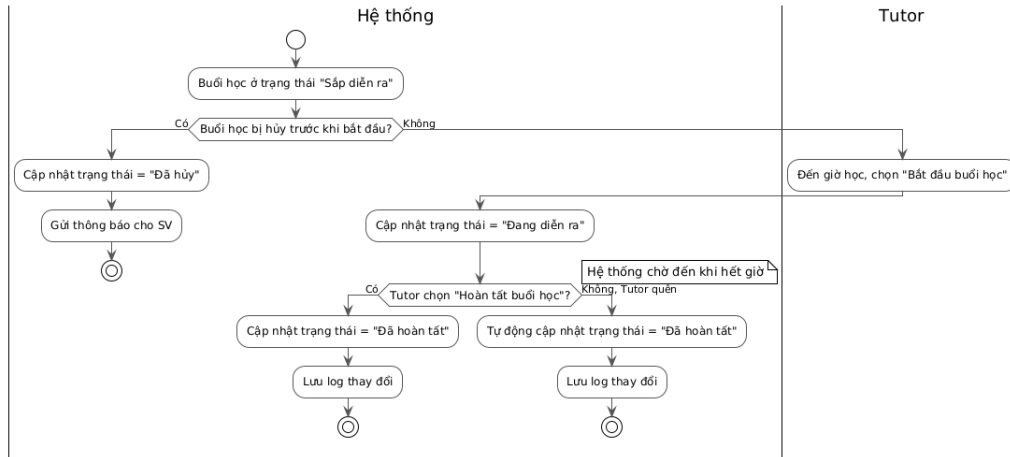 Hệ thống
Tutor
Buổi học ở trạng thái "Sắp diễn ra"
Có
Buổi học bị hủy trước khi bắt đầu?
Không
Cập nhật trạng thái = "Đã hủy"
Đến giờ học, chọn "Bắt đầu buổi học"
Gửi thông báo cho SV
Cập nhật trạng thái = "Đang diễn ra"
Hệ thống chờ đến khi hết giờ
Có
Tutor chọn "Hoàn tất buổi học"?
Không, Tutor quên
Cập nhật trạng thái = "Đã hoàn tất"
Tự động cập nhật trạng thái = "Đã hoàn tất"
Lưu log thay đổi
Lưu log thay đổi